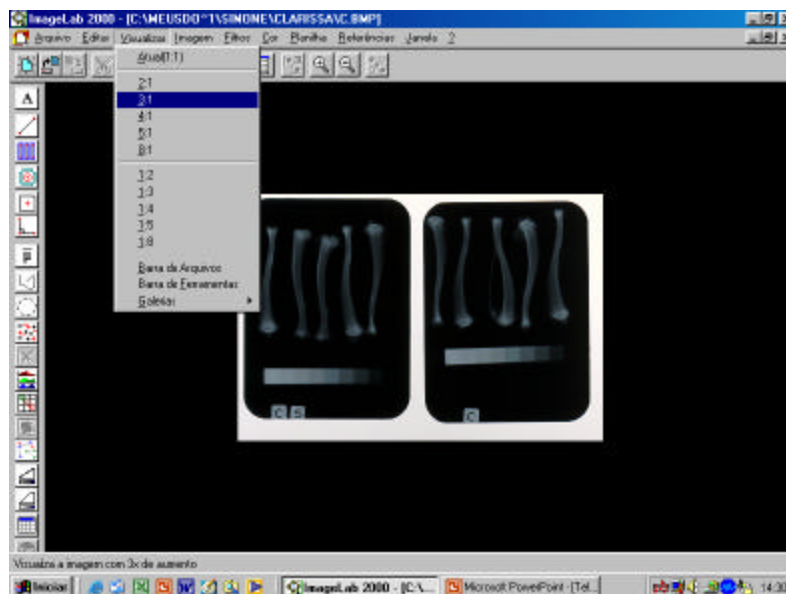 ImageLab 2000 - [C:\MEUSDO~1\SIMONE\CLARISSA\C.BMP]
Arquivo Editar Visualizar Imagem Filtros Cor Planilha Referências Janela ?
Atual(1:1)
2:1
3:1
4:1
5:1
8:1
1:2
1:3
1:4
1:5
1:8
Barra de Arquivos
Barra de Ferramentas
Galerias
A
C S
C
Visualiza a imagem com 3x de aumento
Iniciar
ImageLab 2000 - [C:\...
Microsoft PowerPoint - [Tel...
14:30